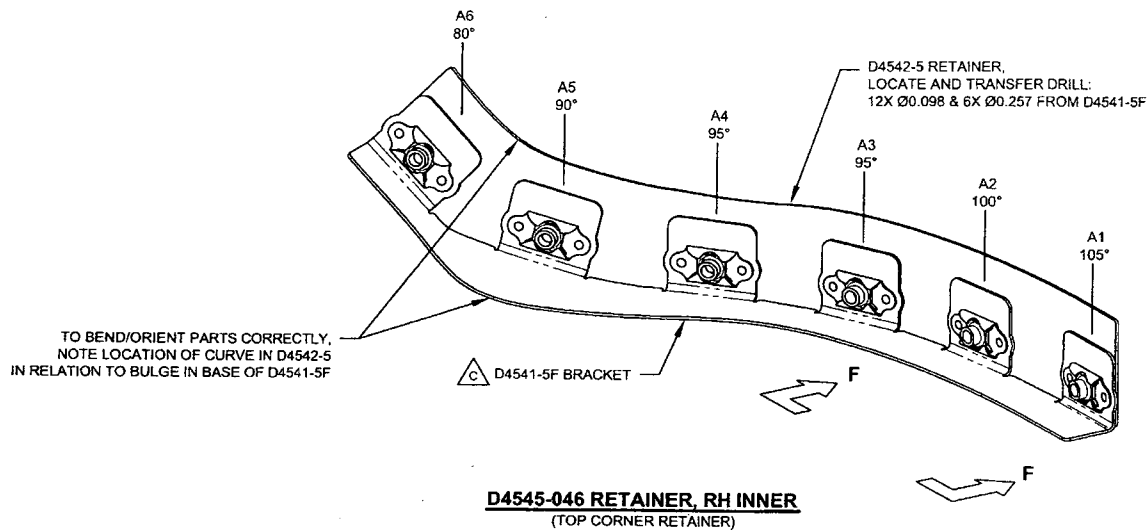 A6
80°
A5
90°
A4
95°
A3
95°
A2
100°
A1
105°
D4542-5 RETAINER,
LOCATE AND TRANSFER DRILL:
12X Ø0.098 & 6X Ø0.257 FROM D4541-5F
TO BEND/ORIENT PARTS CORRECTLY,
NOTE LOCATION OF CURVE IN D4542-5
IN RELATION TO BULGE IN BASE OF D4541-5F
C D4541-5F BRACKET
F
F
D4545-046 RETAINER, RH INNER
(TOP CORNER RETAINER)